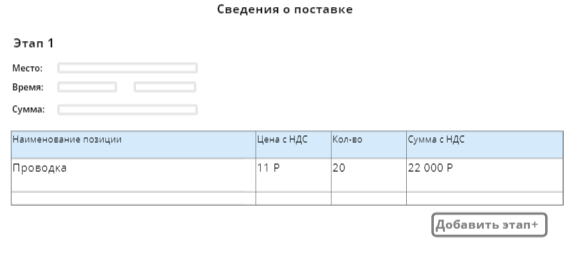 Сведения о поставке
Этап 1
Место:
Время:
Сумма:
Наименование позиции Цена с НДС Кол-во Сумма с НДС
Проводка 11 Р 20 22 000 Р
Добавить этап+